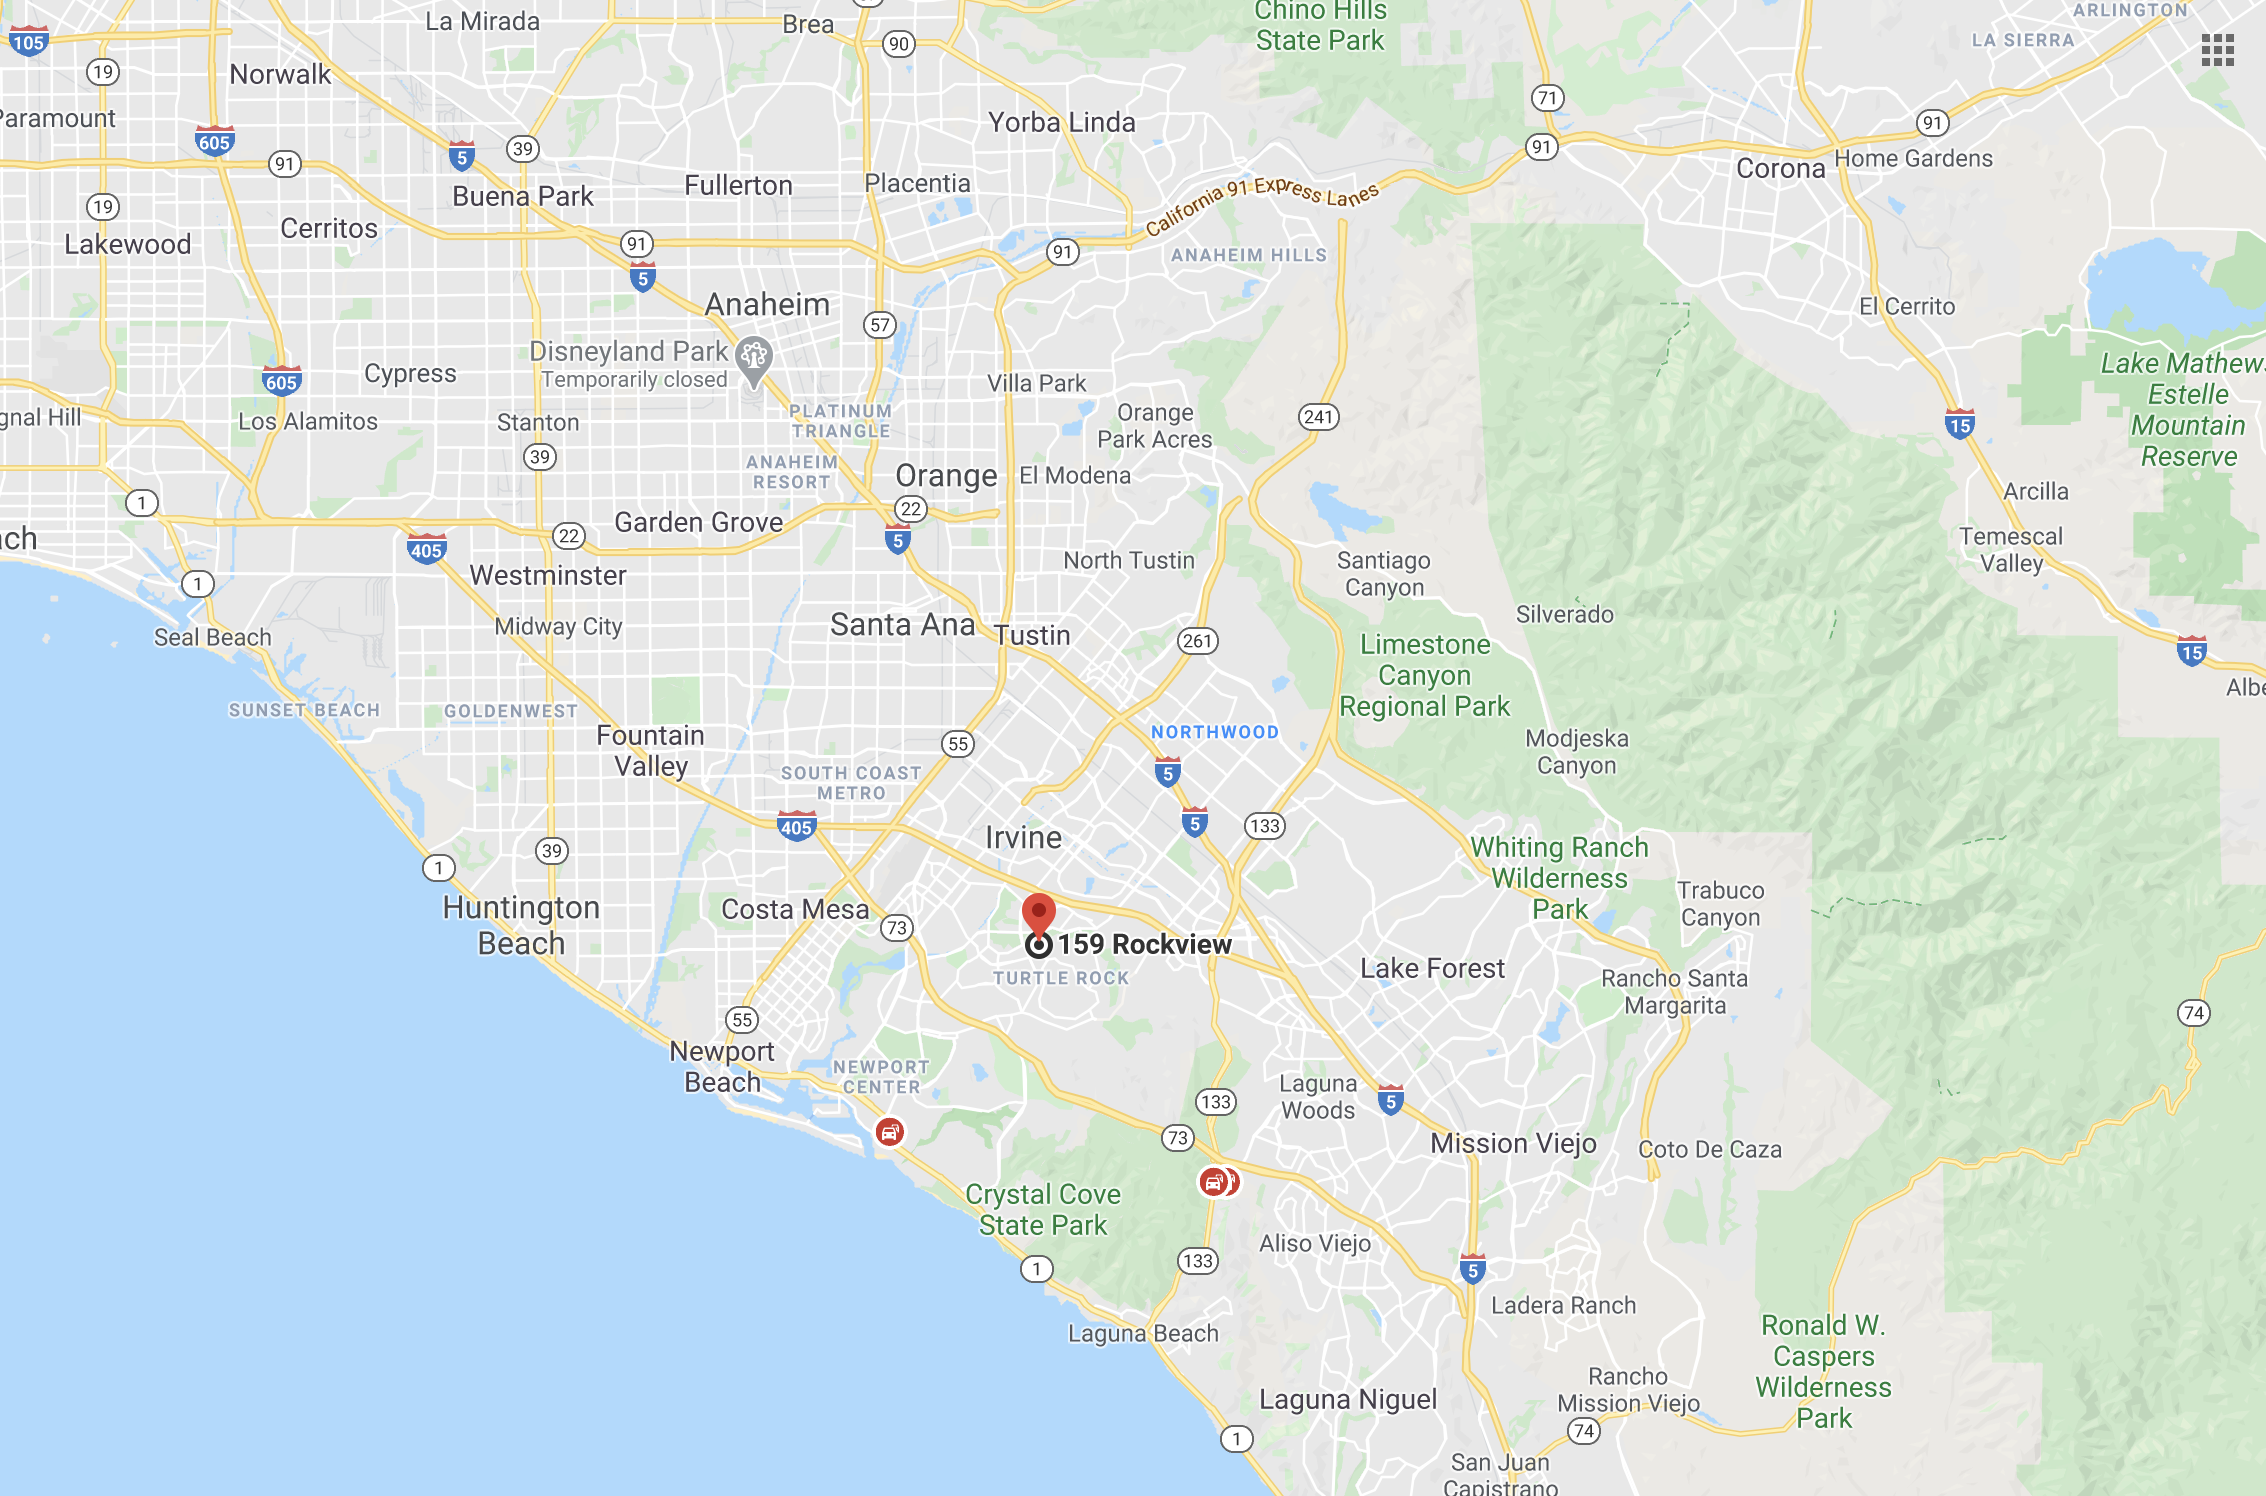 La Mirada
Brea
90
Chino Hills
State Park
ARLINGTON
LA SIERRA
105
19
Norwalk
71
Paramount
Yorba Linda
91
605
5
39
91
91
Corona
Home Gardens
Buena Park
Fullerton
Placentia
California 91 Express Lanes
19
Lakewood
Cerritos
91
91
ANAHEIM HILLS
5
Anaheim
El Cerrito
57
Disneyland Park
Temporarily closed
605
Cypress
Villa Park
Lake Mathews
Estelle
Mountain
Reserve
gnal Hill
Los Alamitos
Stanton
PLATINUM
TRIANGLE
Orange
Park Acres
241
15
39
ANAHEIM
RESORT
Orange
El Modena
Arcilla
1
22
Garden Grove
22
5
Temescal
Valley
ach
405
Westminster
North Tustin
Santiago
Canyon
1
Silverado
Seal Beach
Midway City
Santa Ana
Tustin
261
Limestone
Canyon
Regional Park
15
Albe
SUNSET BEACH
GOLDENWEST
Fountain
Valley
55
NORTHWOOD
Modjeska
Canyon
SOUTH COAST
METRO
5
405
5
133
Irvine
39
1
Whiting Ranch
Wilderness
Park
Trabuco
Canyon
Huntington
Beach
Costa Mesa
73
159 Rockview
TURTLE ROCK
Lake Forest
Rancho Santa
Margarita
55
74
Newport
Beach
NEWPORT
CENTER
Laguna
Woods
5
133
73
Mission Viejo
Coto De Caza
Crystal Cove
State Park
Aliso Viejo
133
1
5
Ladera Ranch
Laguna Beach
Ronald W.
Caspers
Wilderness
Park
Rancho
Mission Viejo
Laguna Niguel
1
74
San Juan
Capistrano